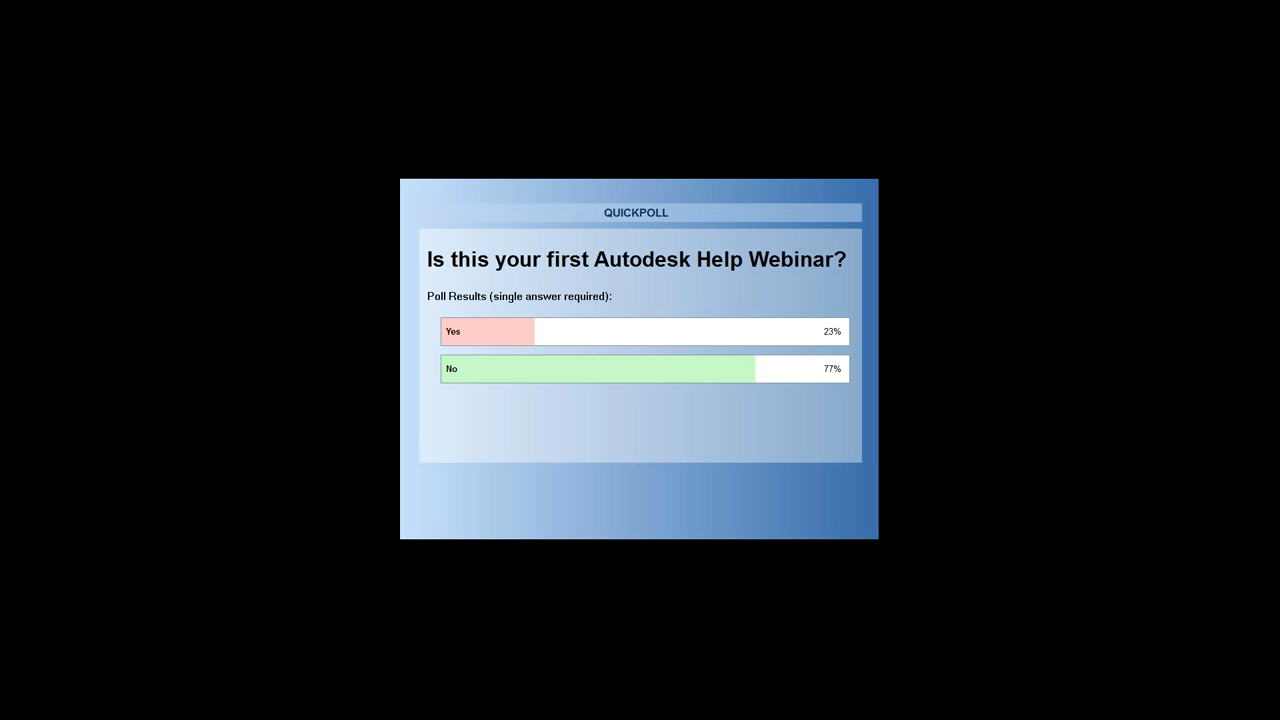 QUICKPOLL
Is this your first Autodesk Help Webinar?
Poll Results (single answer required):
Yes 23%
No 77%